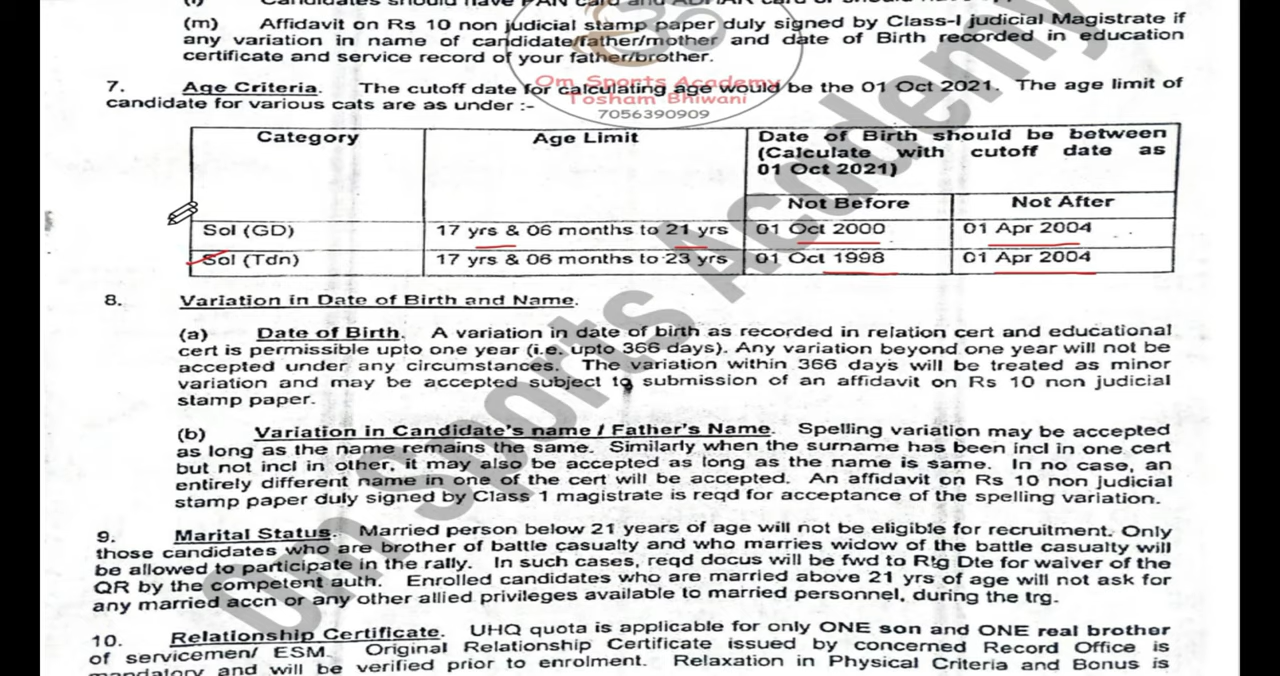 Candidates should have PAN card and
(m) Affidavit on Rs 10 non judicial stamp paper duly signed by Class-I judicial Magistrate if
any variation in name of candidate/father/mother and date of Birth recorded in education
certificate and service record of your father/brother.
Om Sports Academy
Tosham Bhiwani
7056390909
7. Age Criteria. The cutoff date for calculating age would be the 01 Oct 2021. The age limit of
candidate for various cats are as under :-
Category Age Limit Date of Birth should be between
(Calculate with cutoff date as
01 Oct 2021)
Not Before Not After
Sol (GD) 17 yrs & 06 months to 21 yrs 01 Oct 2000 01 Apr 2004
Sol (Tdn) 17 yrs & 06 months to 23 yrs 01 Oct 1998 01 Apr 2004
8. Variation in Date of Birth and Name.
(a) Date of Birth. A variation in date of birth as recorded in relation cert and educational
cert is permissible upto one year (i.e. upto 366 days). Any variation beyond one year will not be
accepted under any circumstances. The variation within 366 days will be treated as minor
variation and may be accepted subject to submission of an affidavit on Rs 10 non judicial
stamp paper.
(b) Variation in Candidate's name / Father's Name. Spelling variation may be accepted
as long as the name remains the same. Similarly when the surname has been incl in one cert
but not incl in other, it may also be accepted as long as the name is same. In no case, an
entirely different name in one of the cert will be accepted. An affidavit on Rs 10 non judicial
stamp paper duly signed by Class 1 magistrate is reqd for acceptance of the spelling variation.
9. Marital Status. Married person below 21 years of age will not be eligible for recruitment. Only
those candidates who are brother of battle casualty and who marries widow of the battle casualty will
be allowed to participate in the rally. In such cases, reqd docus will be fwd to Rtg Dte for waiver of the
QR by the competent auth. Enrolled candidates who are married above 21 yrs of age will not ask for
any married accn or any other allied privileges available to married personnel, during the trg.
10. Relationship Certificate. UHQ quota is applicable for only ONE son and ONE real brother
of servicemen/ ESM. Original Relationship Certificate issued by concerned Record Office is
mandatory and will be verified prior to enrolment. Relaxation in Physical Criteria and Bonus is
Om Sports Academy